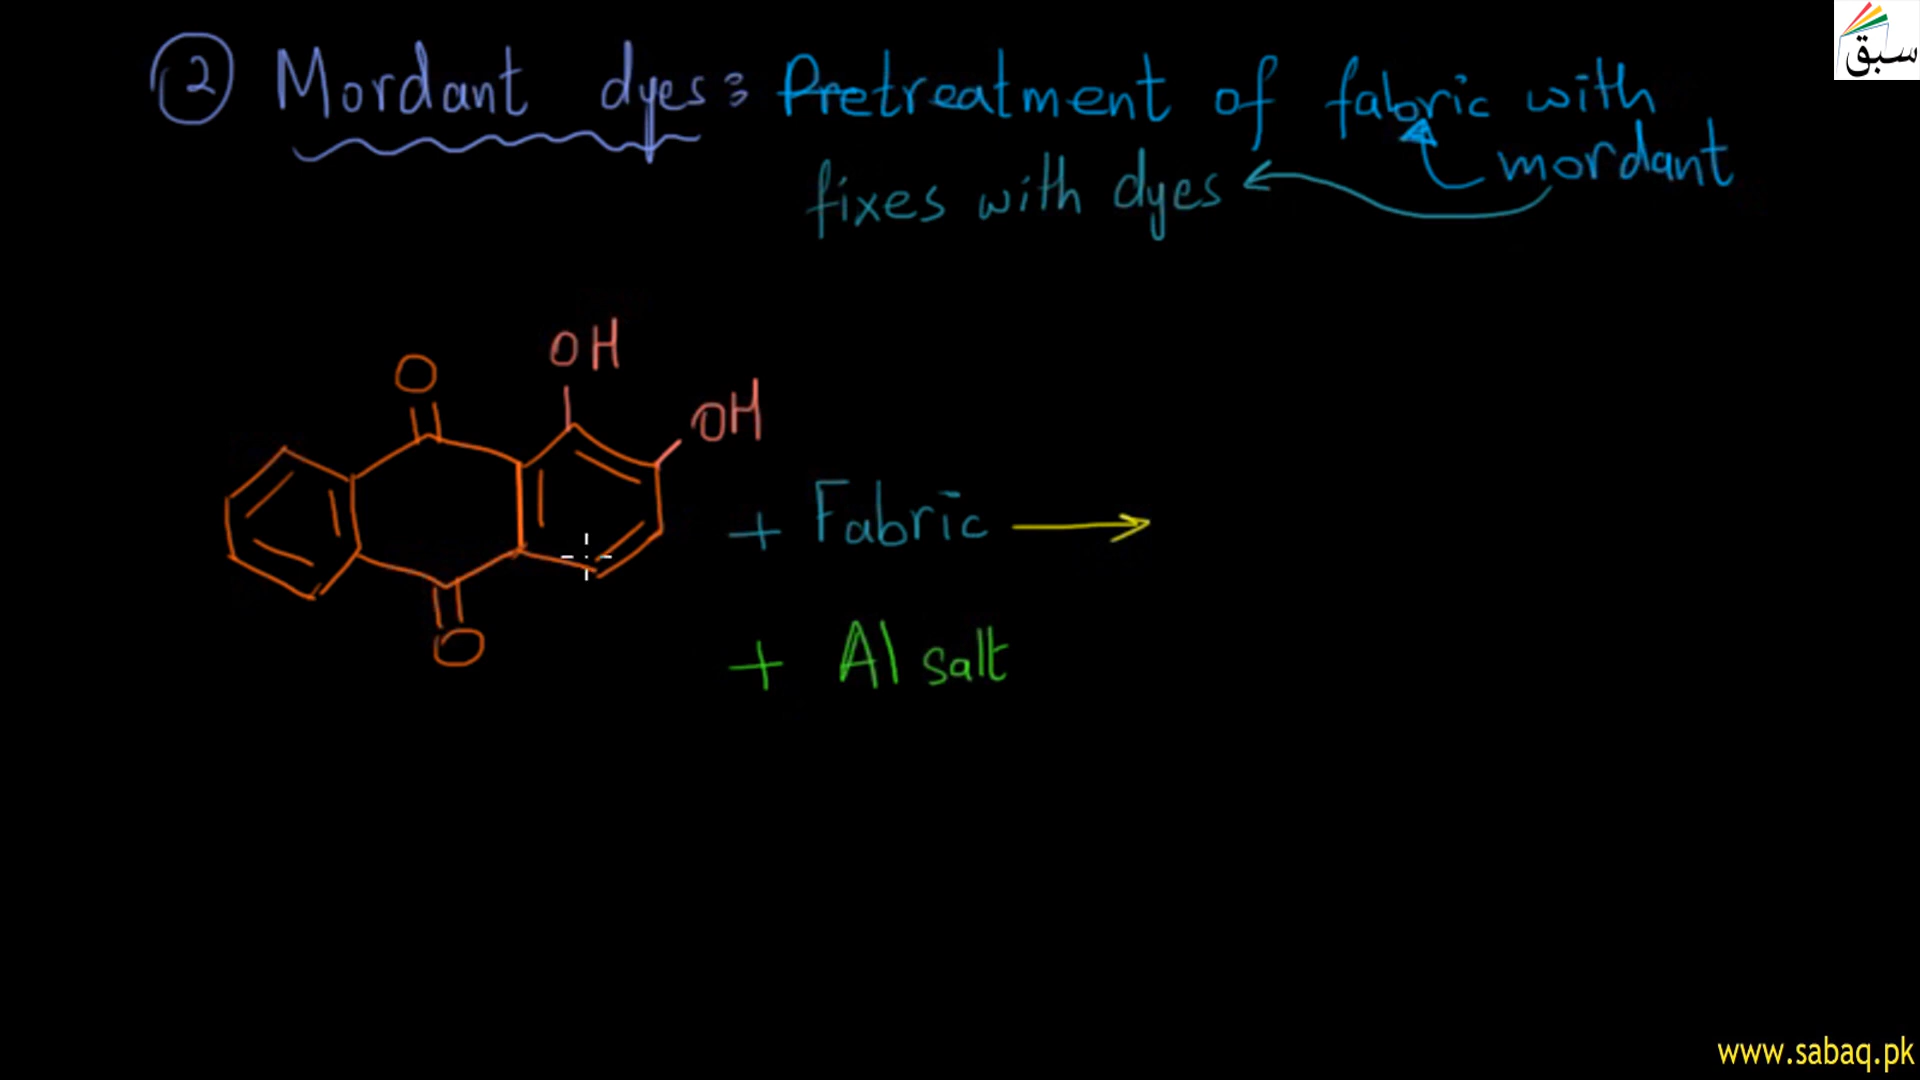 سبق
2 Mordant dyes: Pretreatment of fabric with
mordant
fixes with dyes
OH
O
OH
+ Fabric
O
+ Al salt
www.sabaq.pk